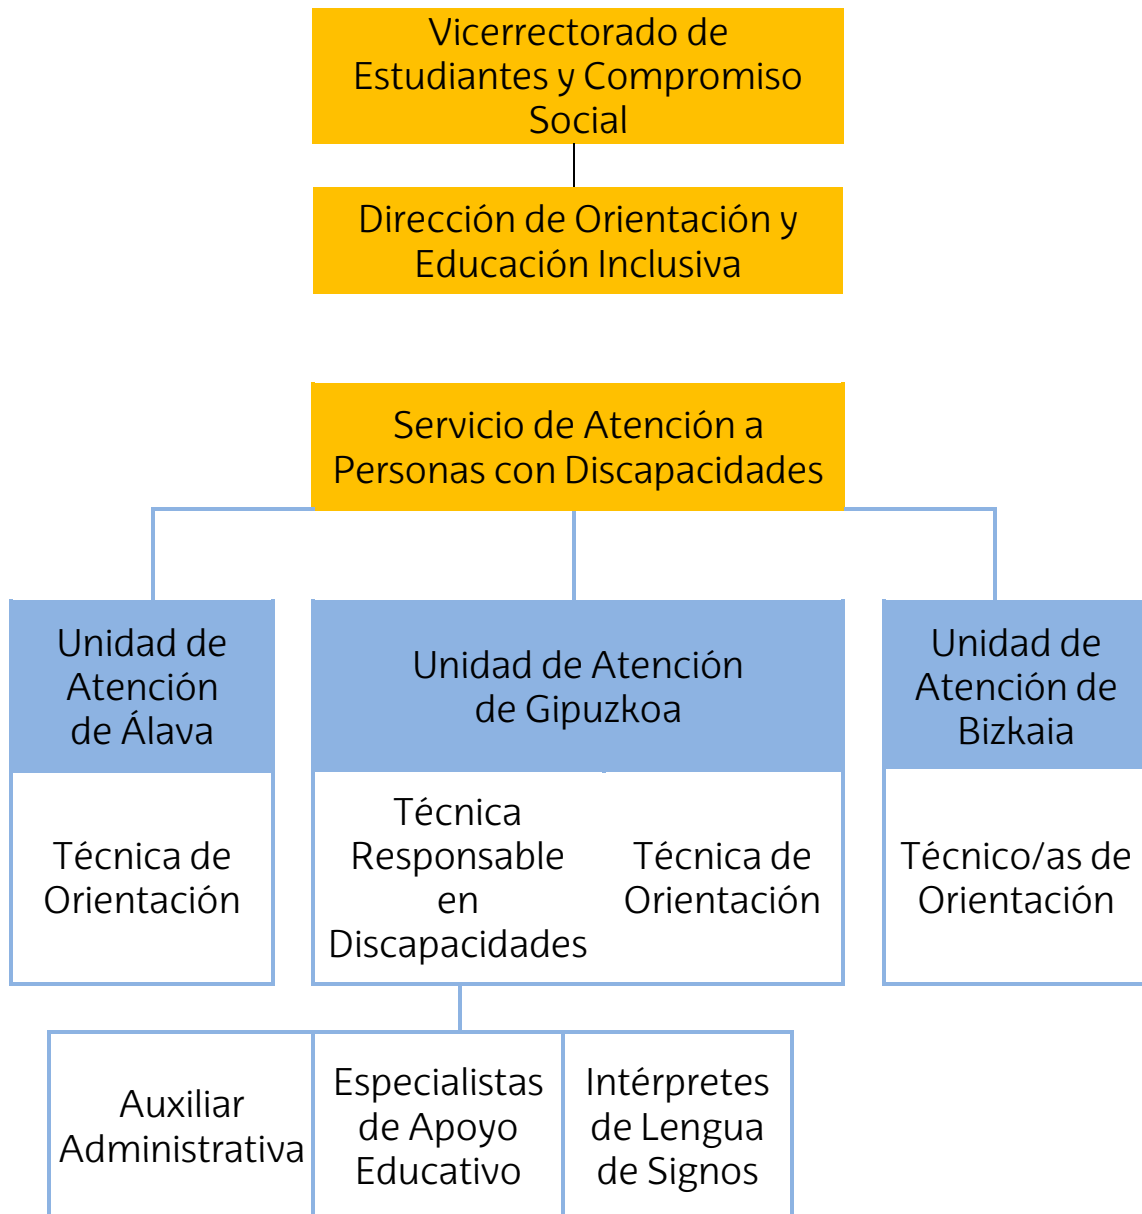 Vicerrectorado de
Estudiantes y Compromiso
Social
Dirección de Orientación y
Educación Inclusiva
Servicio de Atención a
Personas con Discapacidades
Unidad de
Atención
de Álava
Unidad de Atención
de Gipuzkoa
Unidad de
Atención de
Bizkaia
Técnica de
Orientación
Técnica
Responsable
en
Discapacidades
Técnica de
Orientación
Técnico/as de
Orientación
Auxiliar
Administrativa
Especialistas
de Apoyo
Educativo
Intérpretes
de Lengua
de Signos